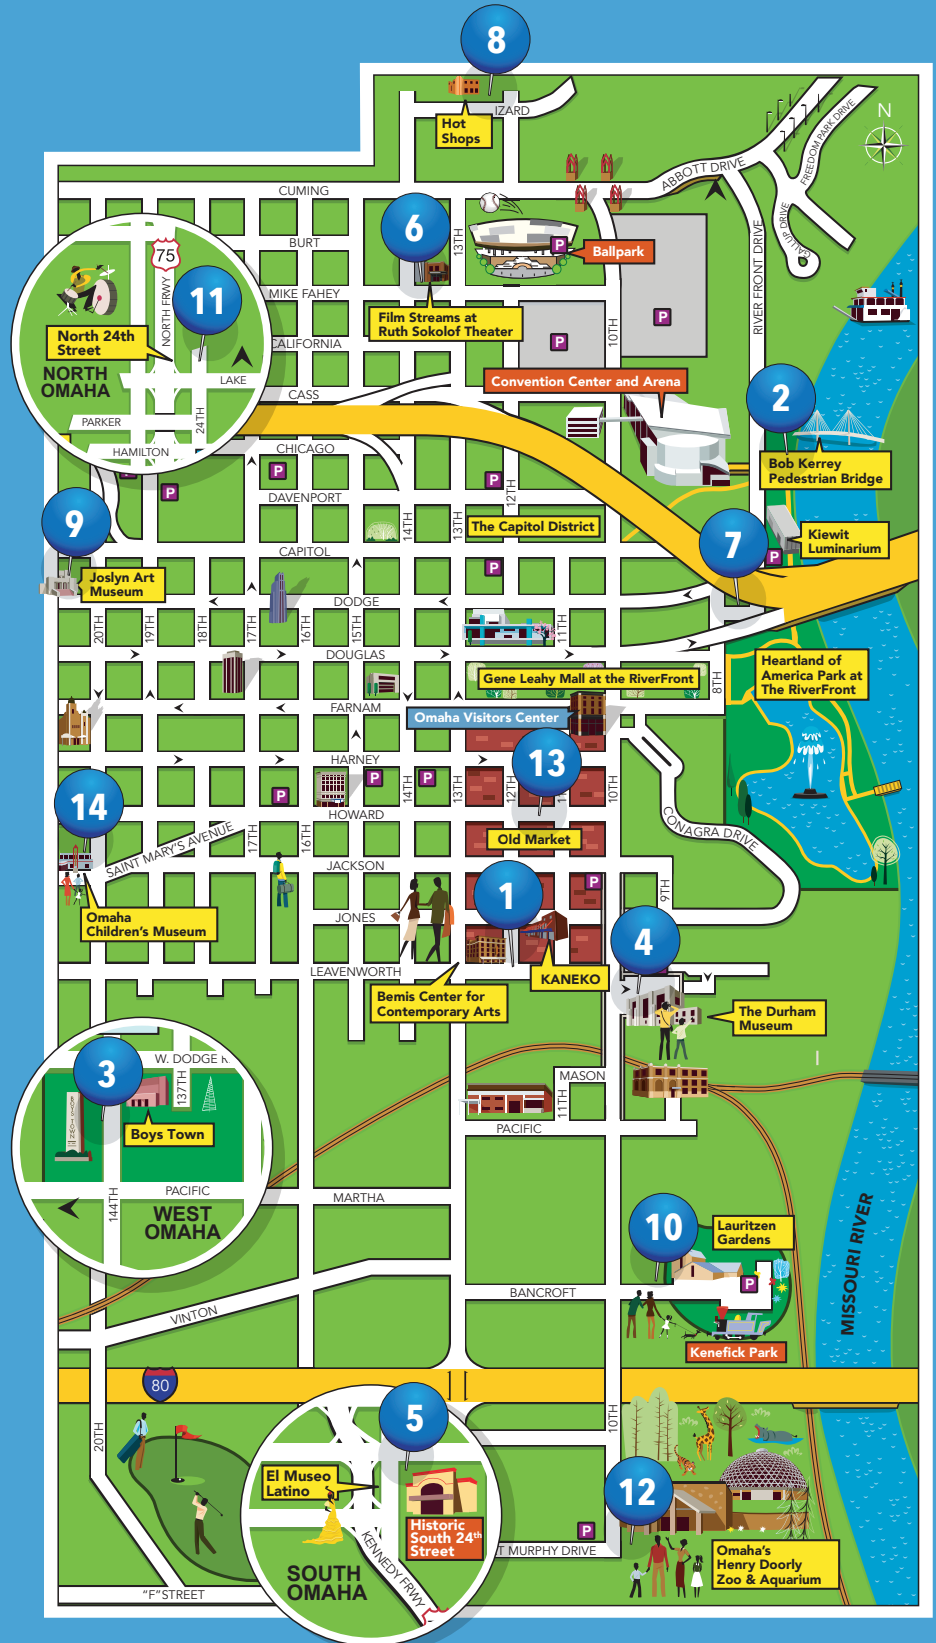 8
IZARD
Hot
Shops
N
FREEDOM PARK DRIVE
ABBOTT DRIVE
CUMING
GALLUP DRIVE
6
13TH
BURT
P
Ballpark
RIVER FRONT DRIVE
75
NORTH FRWY
11
MIKE FAHEY
Film Streams at
Ruth Sokolof Theater
10TH
P
P
North 24th
Street
CALIFORNIA
NORTH
OMAHA
LAKE
Convention Center and Arena
CASS
2
PARKER
24TH
HAMILTON
CHICAGO
Bob Kerrey
Pedestrian Bridge
P
P
P
DAVENPORT
12TH
9
14TH
13TH
The Capitol District
7
Kiewit
Luminarium
P
CAPITOL
P
Joslyn Art
Museum
DODGE
20TH
19TH
18TH
17TH
16TH
15TH
11TH
DOUGLAS
Gene Leahy Mall at the RiverFront
8TH
Heartland of
America Park at
The RiverFront
FARNAM
Omaha Visitors Center
HARNEY
13
P
P
P
14TH
13TH
12TH
10TH
14
HOWARD
SAINT MARY'S AVENUE
17TH
16TH
Old Market
CONAGRA DRIVE
JACKSON
P
1
9TH
Omaha
Children's Museum
JONES
4
LEAVENWORTH
KANEKO
Bemis Center for
Contemporary Arts
The Durham
Museum
3
W. DODGE R
137TH
BOYS TOWN
Boys Town
MASON
11TH
PACIFIC
PACIFIC
144TH
WEST
OMAHA
MARTHA
MISSOURI RIVER
10
Lauritzen
Gardens
P
BANCROFT
VINTON
Kenefick Park
80
5
20TH
10TH
El Museo
Latino
12
Historic
South 24th
Street
P
T MURPHY DRIVE
KENNEDY FRWY
SOUTH
OMAHA
Omaha's
Henry Doorly
Zoo & Aquarium
"F" STREET